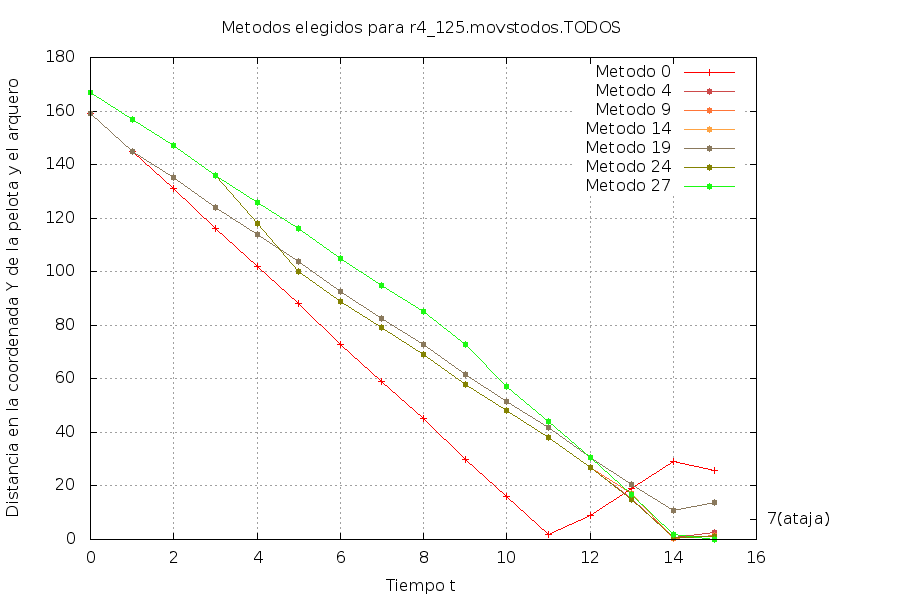 Metodos elegidos para r4_125.movstodos.TODOS
Distancia en la coordenada Y de la pelota y el arquero
180
160
140
120
100
80
60
40
20
0
Metodo 0
Metodo 4
Metodo 9
Metodo 14
Metodo 19
Metodo 24
Metodo 27
7(ataja)
0 2 4 6 8 10 12 14 16
Tiempo t